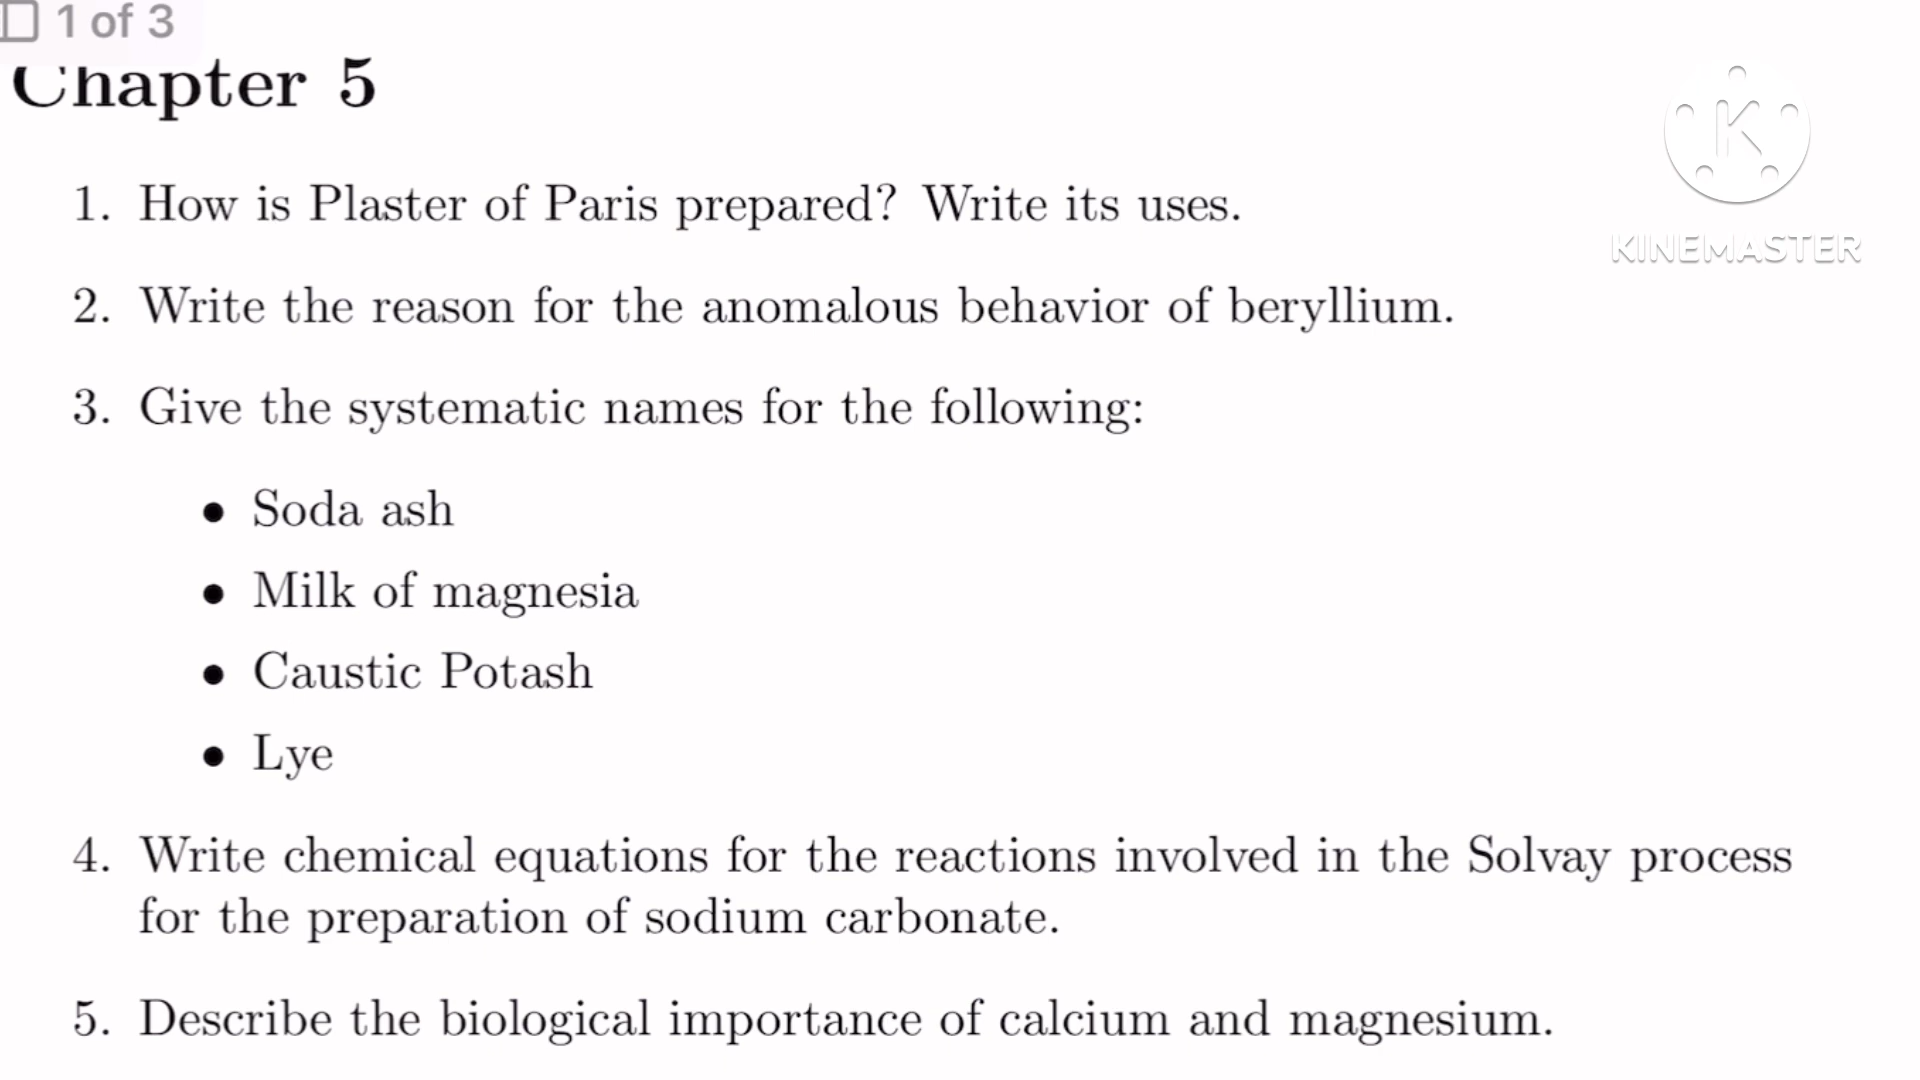 1 of 3
Chapter 5
KINEMASTER
1. How is Plaster of Paris prepared? Write its uses.
2. Write the reason for the anomalous behavior of beryllium.
3. Give the systematic names for the following:
• Soda ash
• Milk of magnesia
• Caustic Potash
• Lye
4. Write chemical equations for the reactions involved in the Solvay process
for the preparation of sodium carbonate.
5. Describe the biological importance of calcium and magnesium.